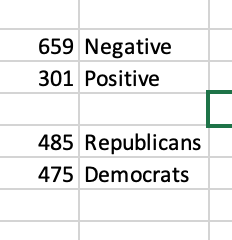 659 Negative
301 Positive
485 Republicans
475 Democrats